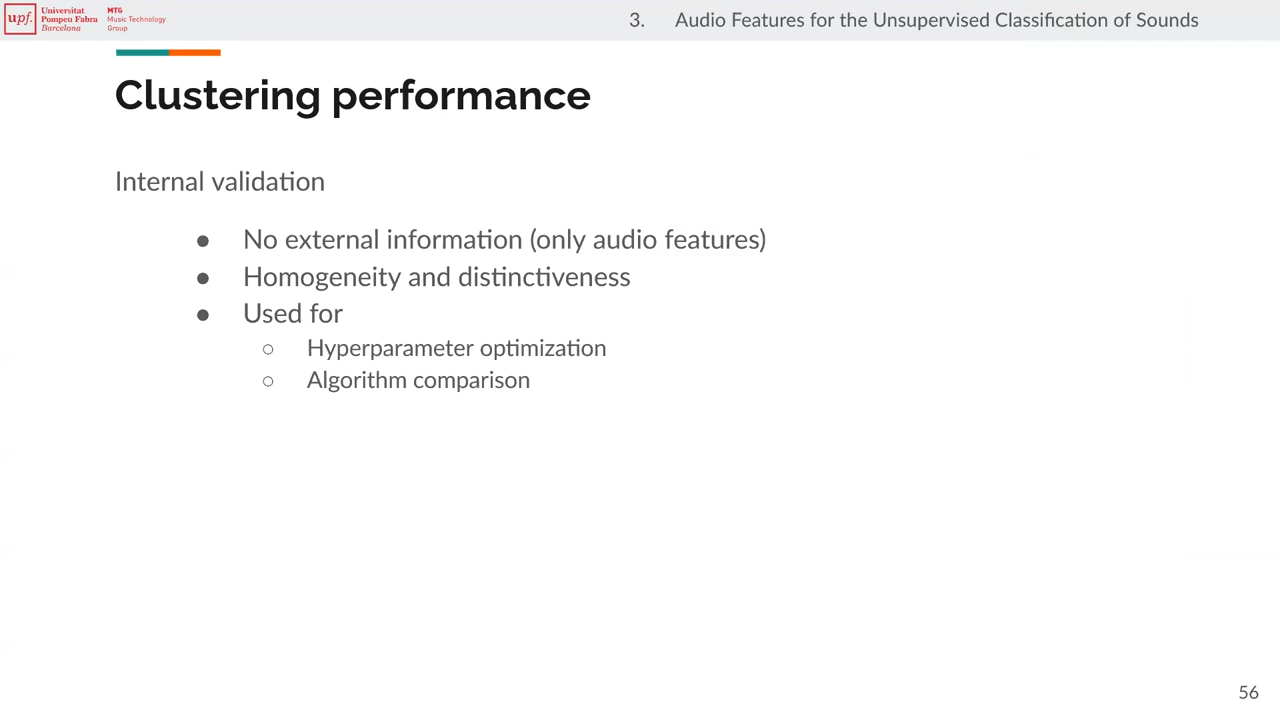 upf.
Universitat
Pompeu Fabra
Barcelona
MTG
Music Technology
Group
3. Audio Features for the Unsupervised Classification of Sounds
Clustering performance
Internal validation
● No external information (only audio features)
● Homogeneity and distinctiveness
● Used for
○ Hyperparameter optimization
○ Algorithm comparison
56